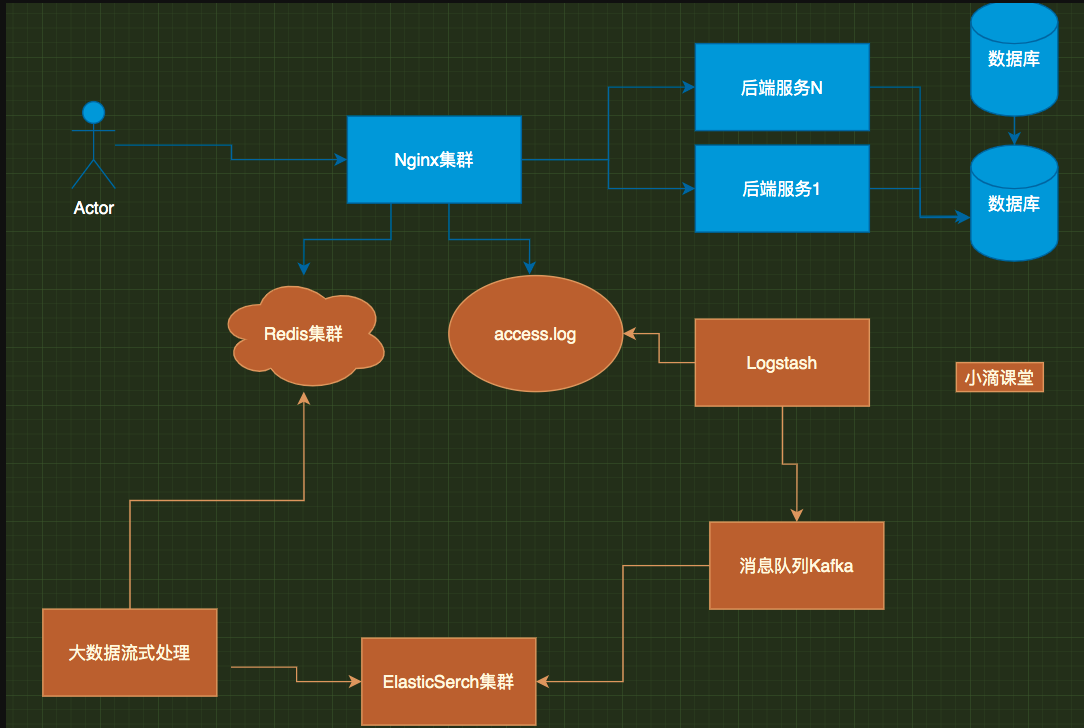 数据库
后端服务N
Nginx集群
后端服务1
数据库
Actor
Redis集群
access.log
Logstash
小滴课堂
消息队列Kafka
大数据流式处理
ElasticSerch集群